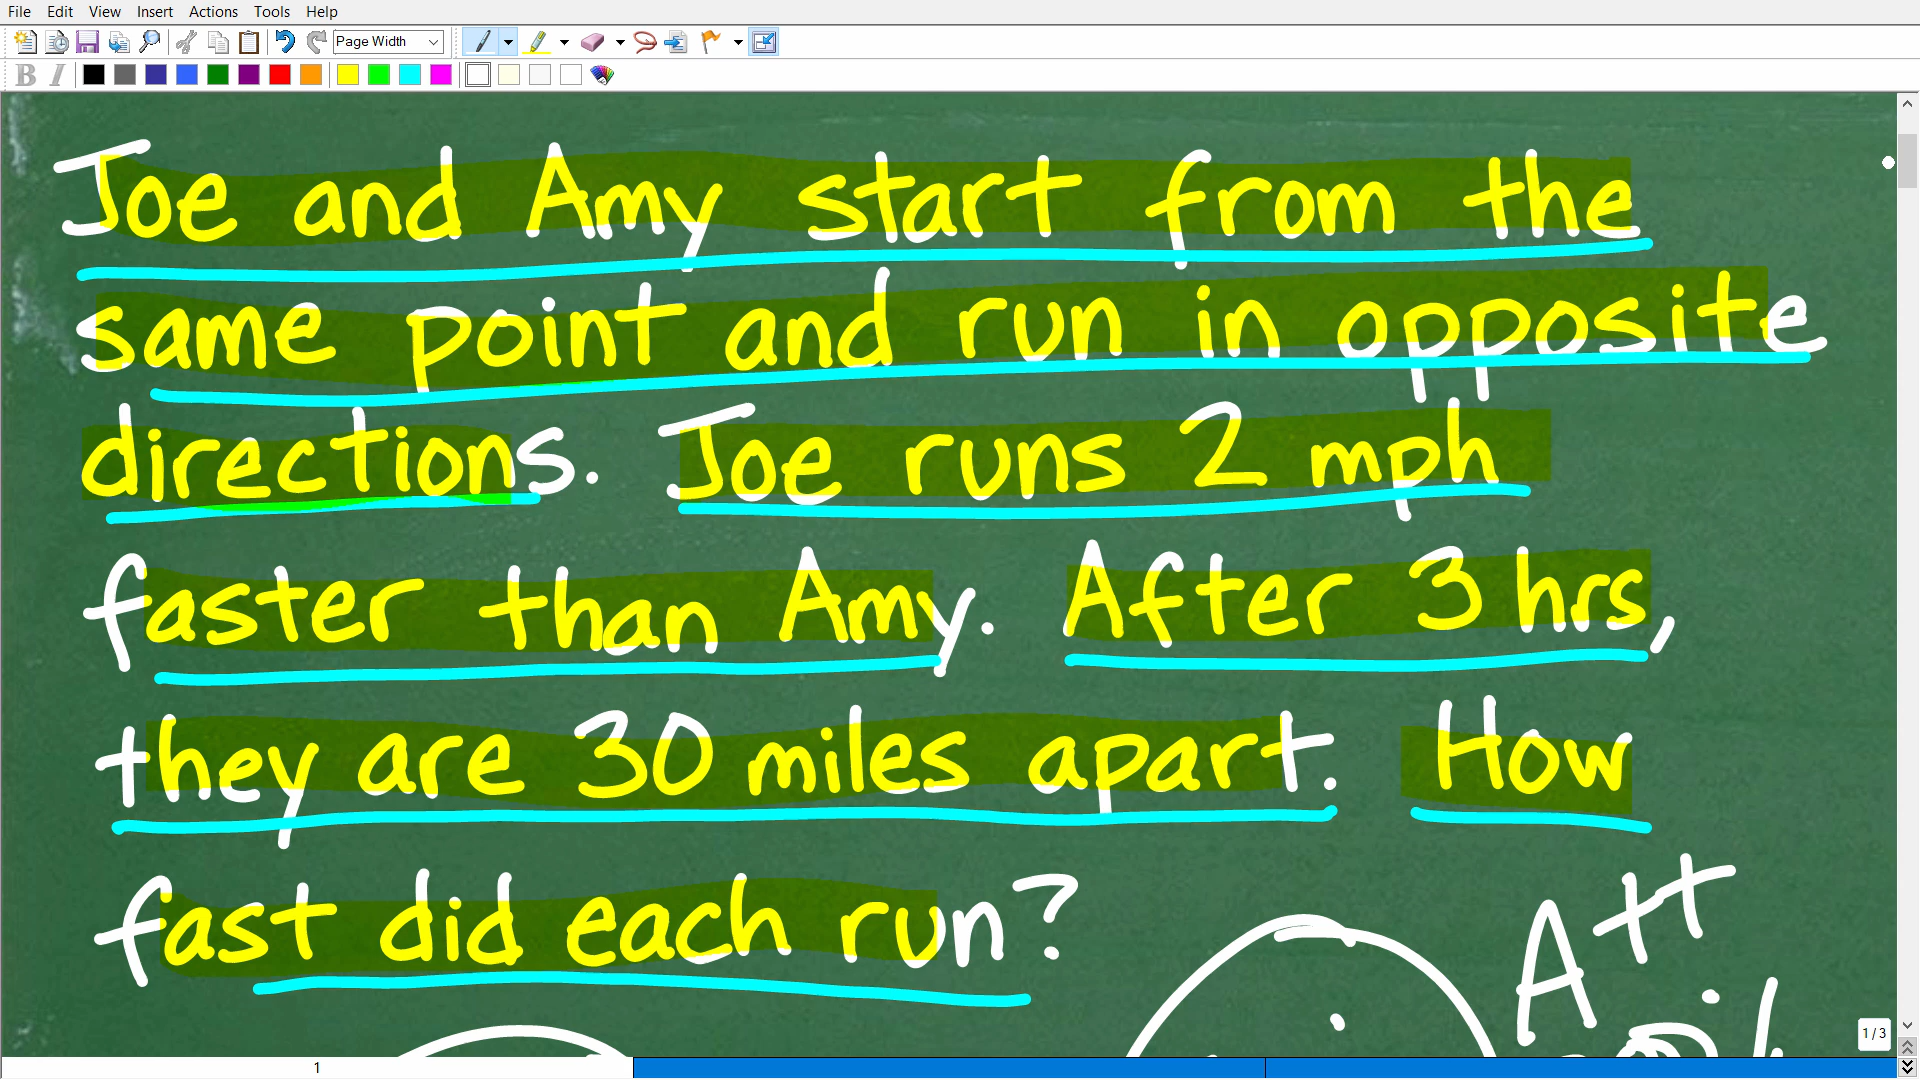 File Edit View Insert Actions Tools Help
Page Width
B I
Joe and Amy start from the
same point and run in opposite
directions. Joe runs 2 mph
faster than Amy. After 3 hrs,
they are 30 miles apart. How
fast did each run?
Att
1 / 3
1